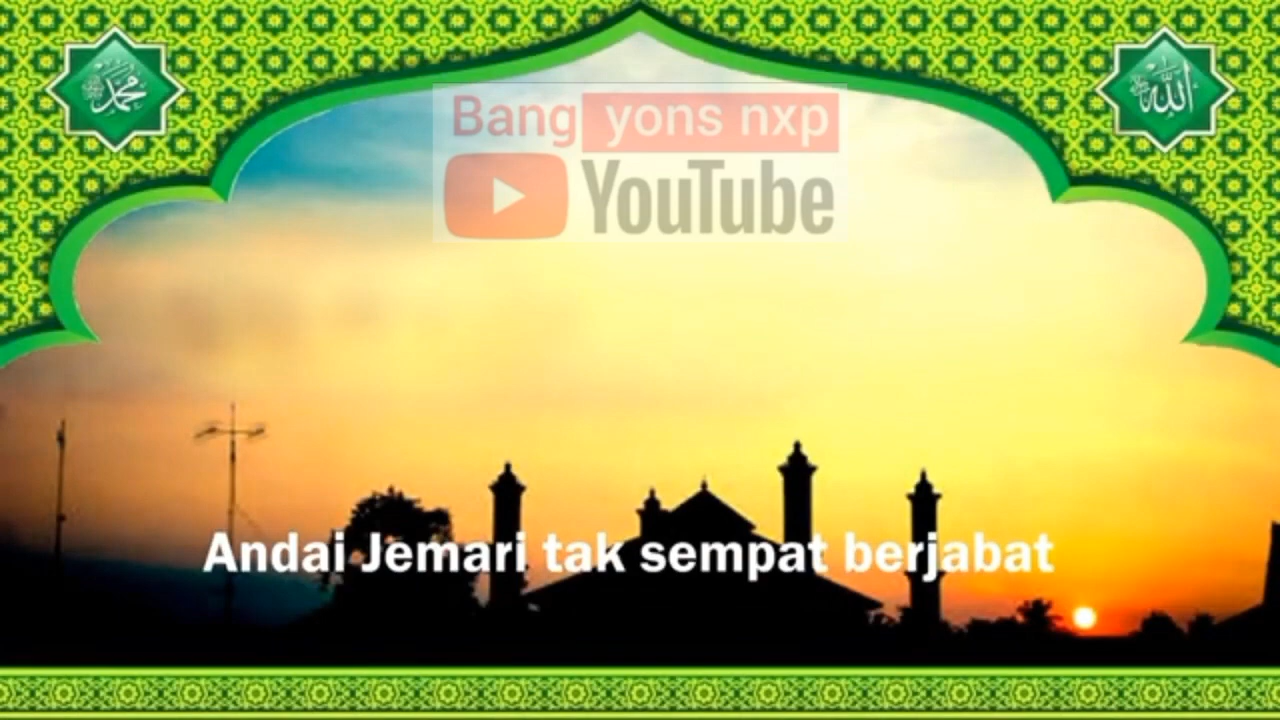 محمد
الله
Bang yons nxp
YouTube
Andai Jemari tak sempat berjabat